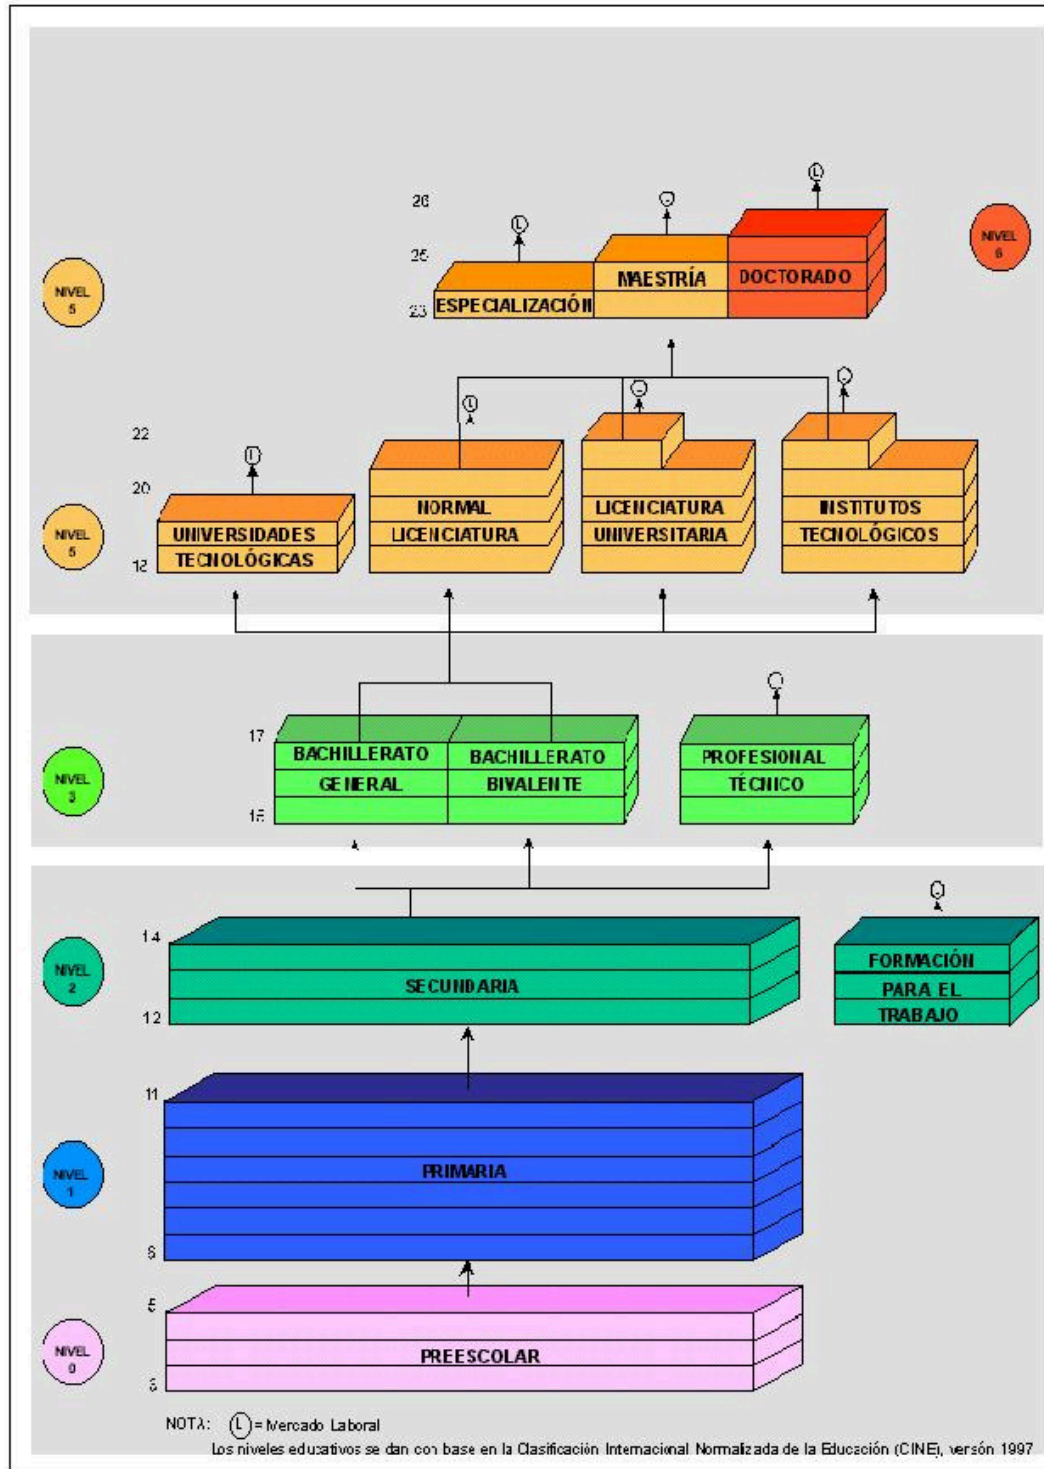 26
L
L
NIVEL
6
25
MAESTRÍA
DOCTORADO
NIVEL
5
ESPECIALIZACIÓN
23
L
22
L
20
NORMAL
LICENCIATURA
LICENCIATURA
UNIVERSITARIA
INSTITUTOS
TECNOLÓGICOS
UNIVERSIDADES
TECNOLÓGICAS
NIVEL
5
17
BACHILLERATO
GENERAL
BACHILLERATO
BIVALENTE
PROFESIONAL
TÉCNICO
NIVEL
3
14
FORMACIÓN
PARA EL
TRABAJO
NIVEL
2
SECUNDARIA
12
11
NIVEL
1
PRIMARIA
5
NIVEL
0
PREESCOLAR
NOTA: L = Mercado Laboral
Los niveles educativos se dan con base en la Clasificación Internacional Normalizada de la Educación (CINE), versón 1997